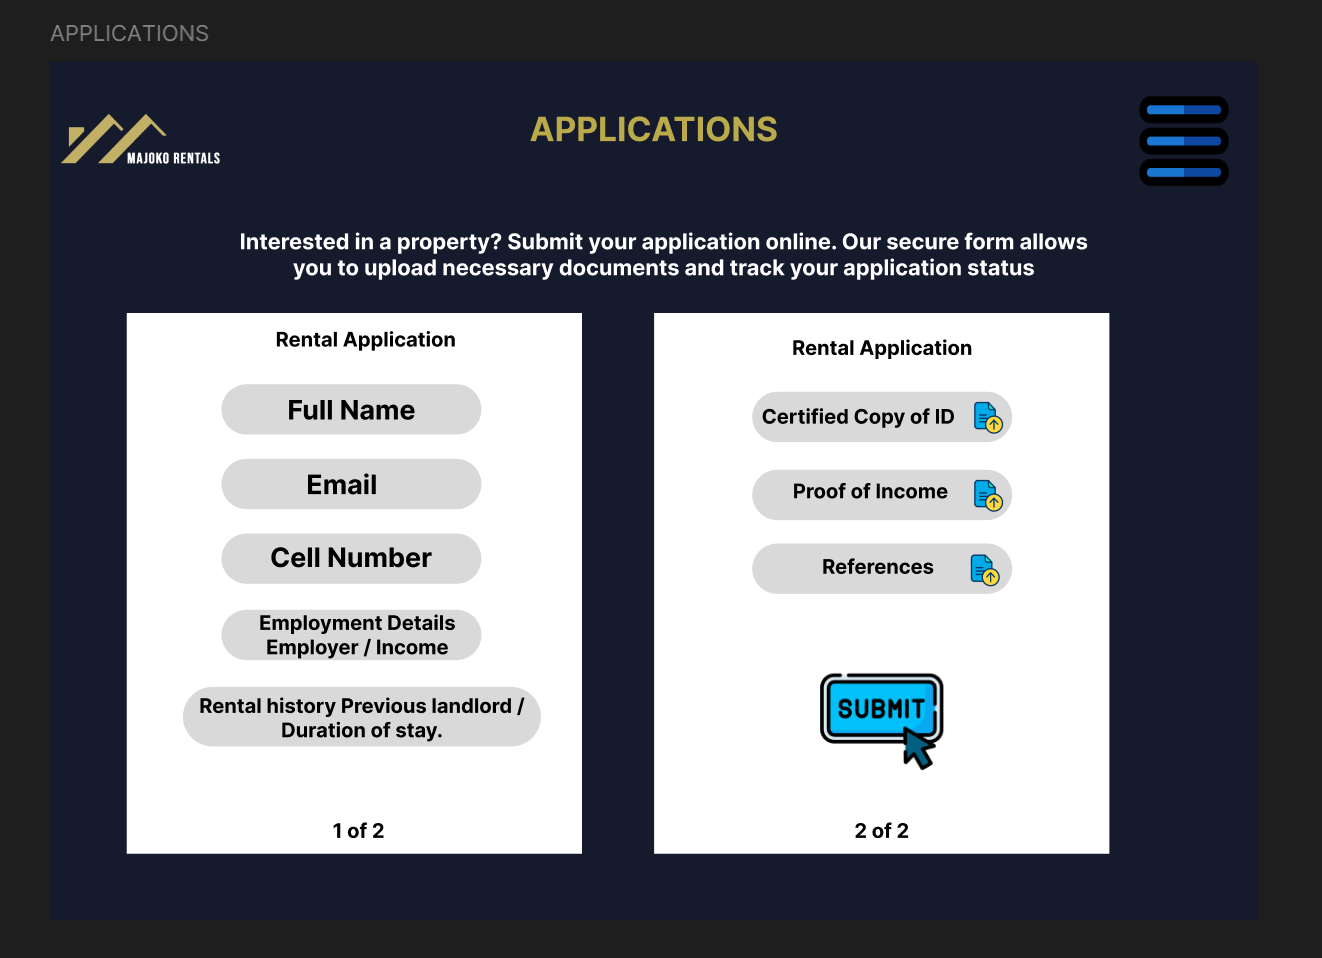 APPLICATIONS
MAJOKO RENTALS
APPLICATIONS
Interested in a property? Submit your application online. Our secure form allows
you to upload necessary documents and track your application status
Rental Application
Full Name
Email
Cell Number
Employment Details
Employer / Income
Rental history Previous landlord /
Duration of stay.
1 of 2
Rental Application
Certified Copy of ID
Proof of Income
References
SUBMIT
2 of 2